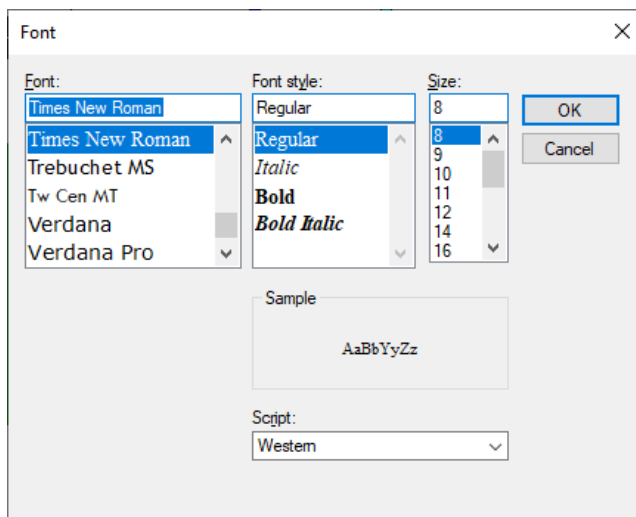 Font
Font:
Times New Roman
Times New Roman
Trebuchet MS
Tw Cen MT
Verdana
Verdana Pro
Font style:
Regular
Regular
Italic
Bold
Bold Italic
Size:
8
8
9
10
11
12
14
16
OK
Cancel
Sample
AaBbYyZz
Script:
Western